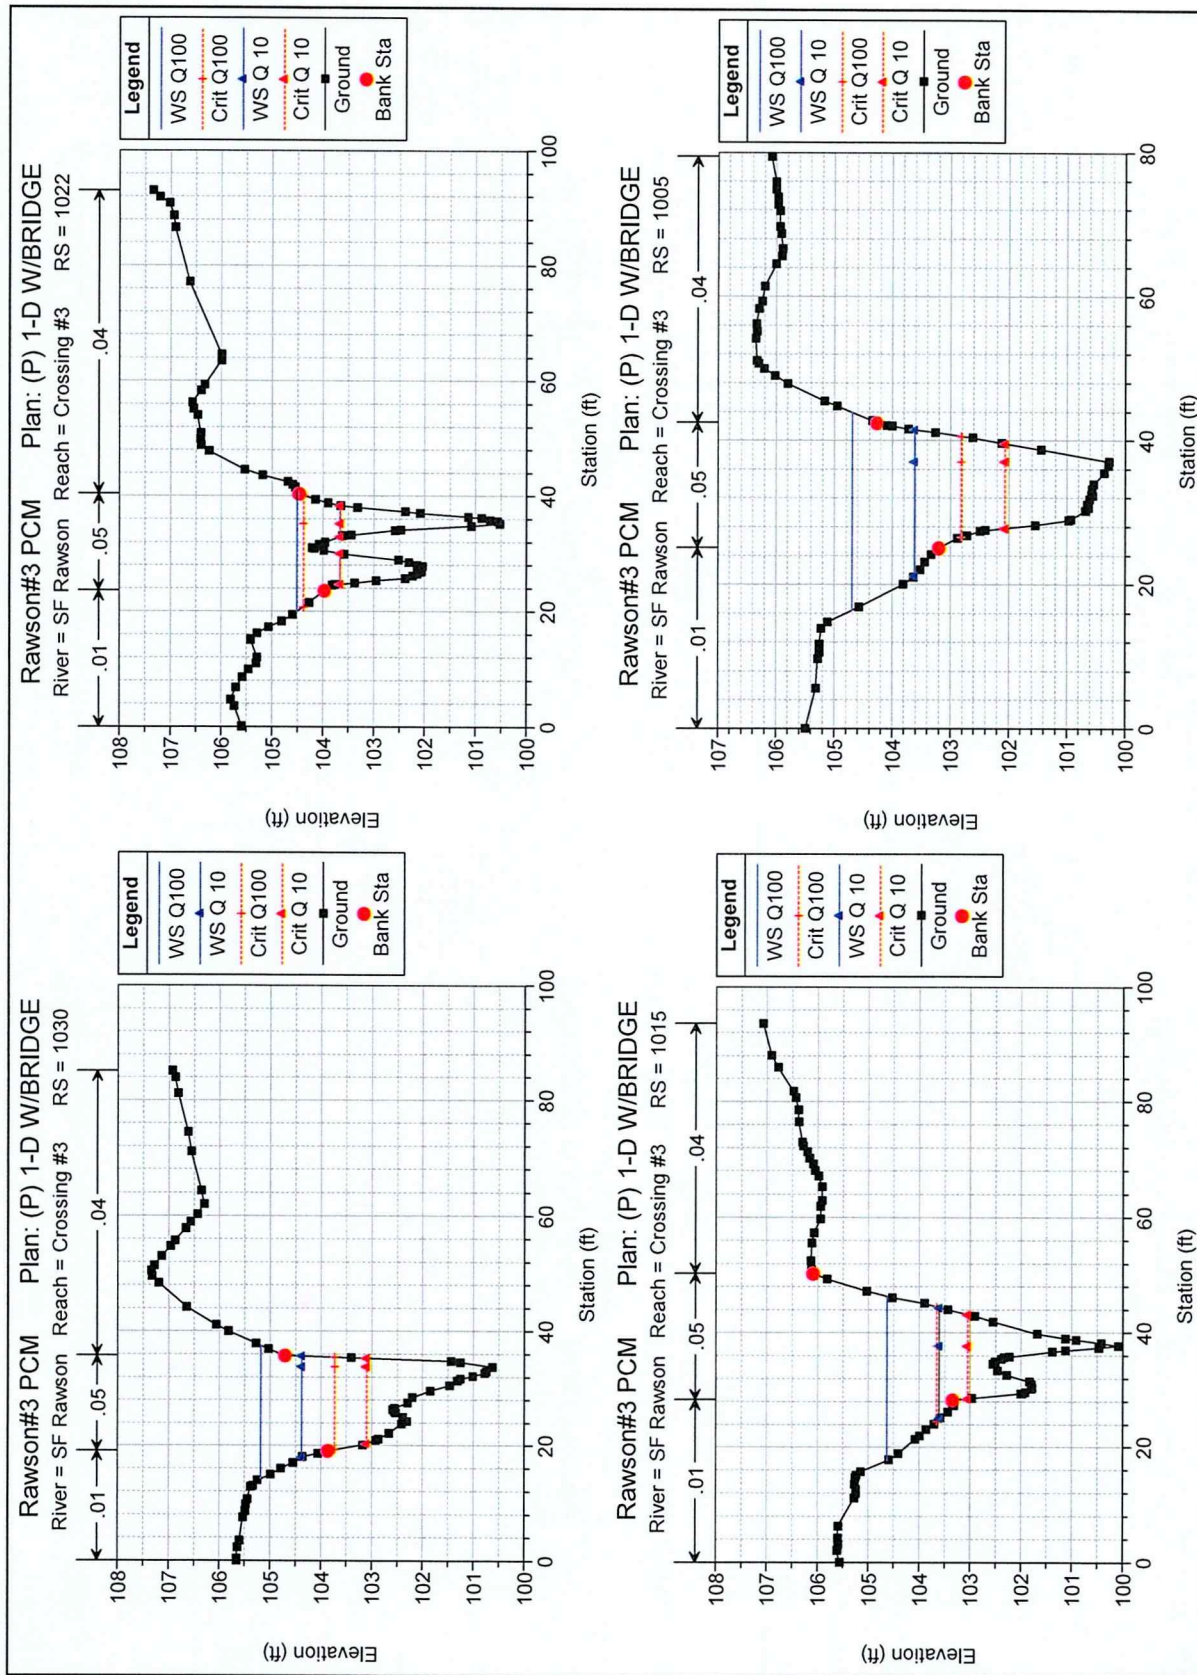 Rawson#3 PCM Plan: (P) 1-D W/BRIDGE
River = SF Rawson Reach = Crossing #3 RS = 1030
.01 .05 .04
108
107
106
105
104
103
102
101
100
Elevation (ft)
0 20 40 60 80 100
Station (ft)
Legend
WS Q100
WS Q 10
Crit Q100
Crit Q 10
Ground
Bank Sta
Rawson#3 PCM Plan: (P) 1-D W/BRIDGE
River = SF Rawson Reach = Crossing #3 RS = 1022
.01 .05 .04
108
107
106
105
104
103
102
101
100
Elevation (ft)
0 20 40 60 80 100
Station (ft)
Legend
WS Q100
Crit Q100
WS Q 10
Crit Q 10
Ground
Bank Sta
Rawson#3 PCM Plan: (P) 1-D W/BRIDGE
River = SF Rawson Reach = Crossing #3 RS = 1015
.01 .05 .04
108
107
106
105
104
103
102
101
100
Elevation (ft)
0 20 40 60 80 100
Station (ft)
Legend
WS Q100
Crit Q100
WS Q 10
Crit Q 10
Ground
Bank Sta
Rawson#3 PCM Plan: (P) 1-D W/BRIDGE
River = SF Rawson Reach = Crossing #3 RS = 1005
.01 .05 .04
107
106
105
104
103
102
101
100
Elevation (ft)
0 20 40 60 80
Station (ft)
Legend
WS Q100
WS Q 10
Crit Q100
Crit Q 10
Ground
Bank Sta